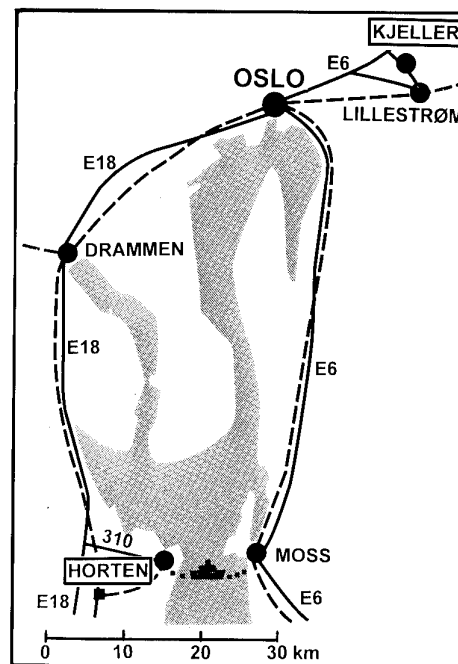 KJELLER
E6
OSLO
LILLESTRØM
E18
DRAMMEN
E18
E6
310
MOSS
HORTEN
E18
E6
0 10 20 30 km